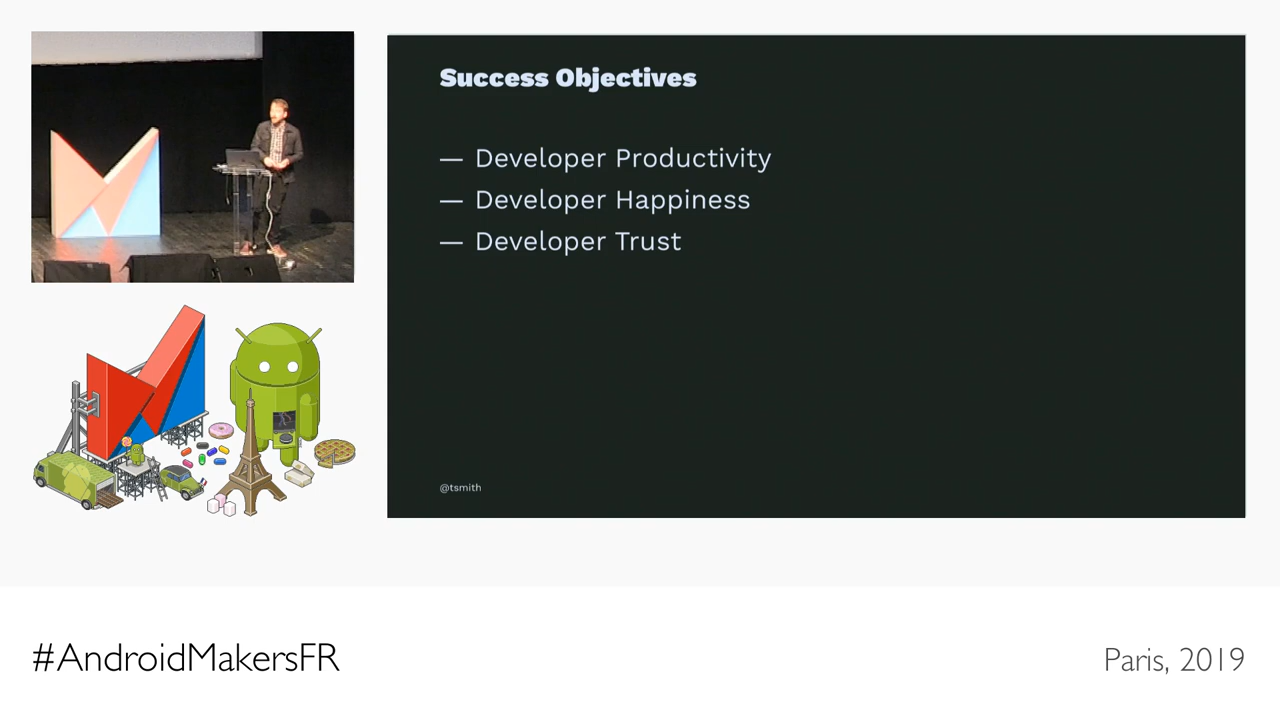 Success Objectives
— Developer Productivity
— Developer Happiness
— Developer Trust
@tsmith
#AndroidMakersFR
Paris, 2019